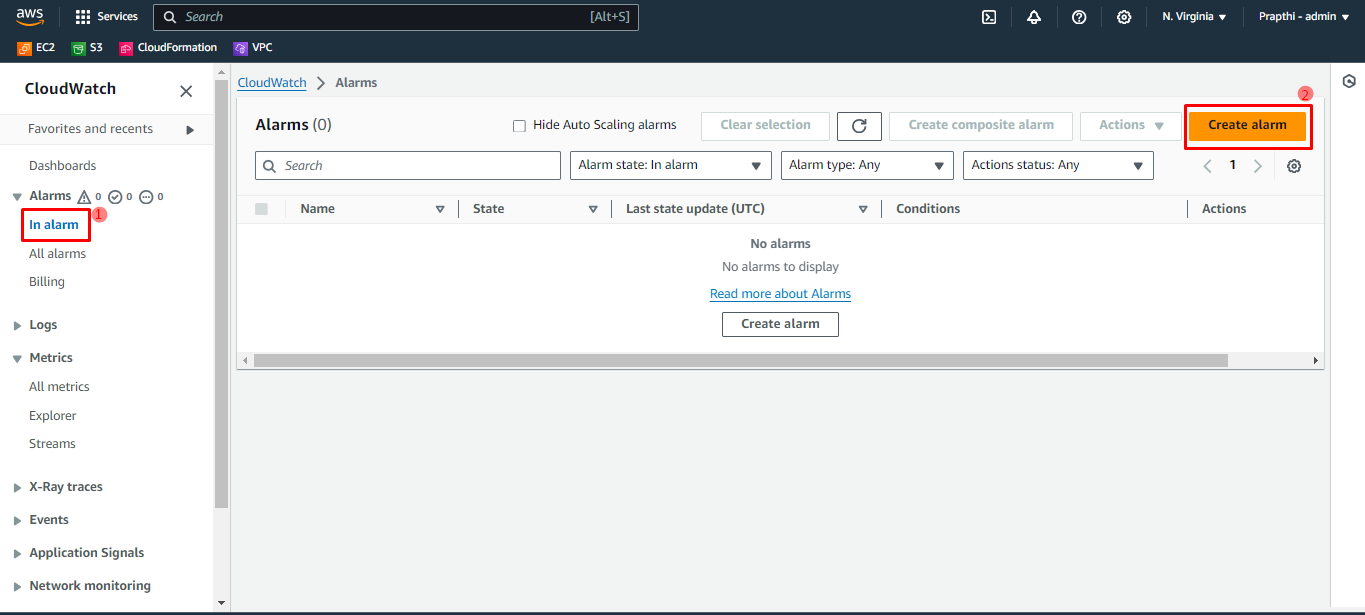 aws Services Search [Alt+S] N. Virginia Prapthi - admin
EC2 S3 CloudFormation VPC
CloudWatch
Favorites and recents
Dashboards
Alarms 0 0 0
In alarm 1
All alarms
Billing
Logs
Metrics
All metrics
Explorer
Streams
X-Ray traces
Events
Application Signals
Network monitoring
CloudWatch Alarms
2
Alarms (0) Hide Auto Scaling alarms Clear selection Create composite alarm Actions Create alarm
Search Alarm state: In alarm Alarm type: Any Actions status: Any 1
Name State Last state update (UTC) Conditions Actions
No alarms
No alarms to display
Read more about Alarms
Create alarm